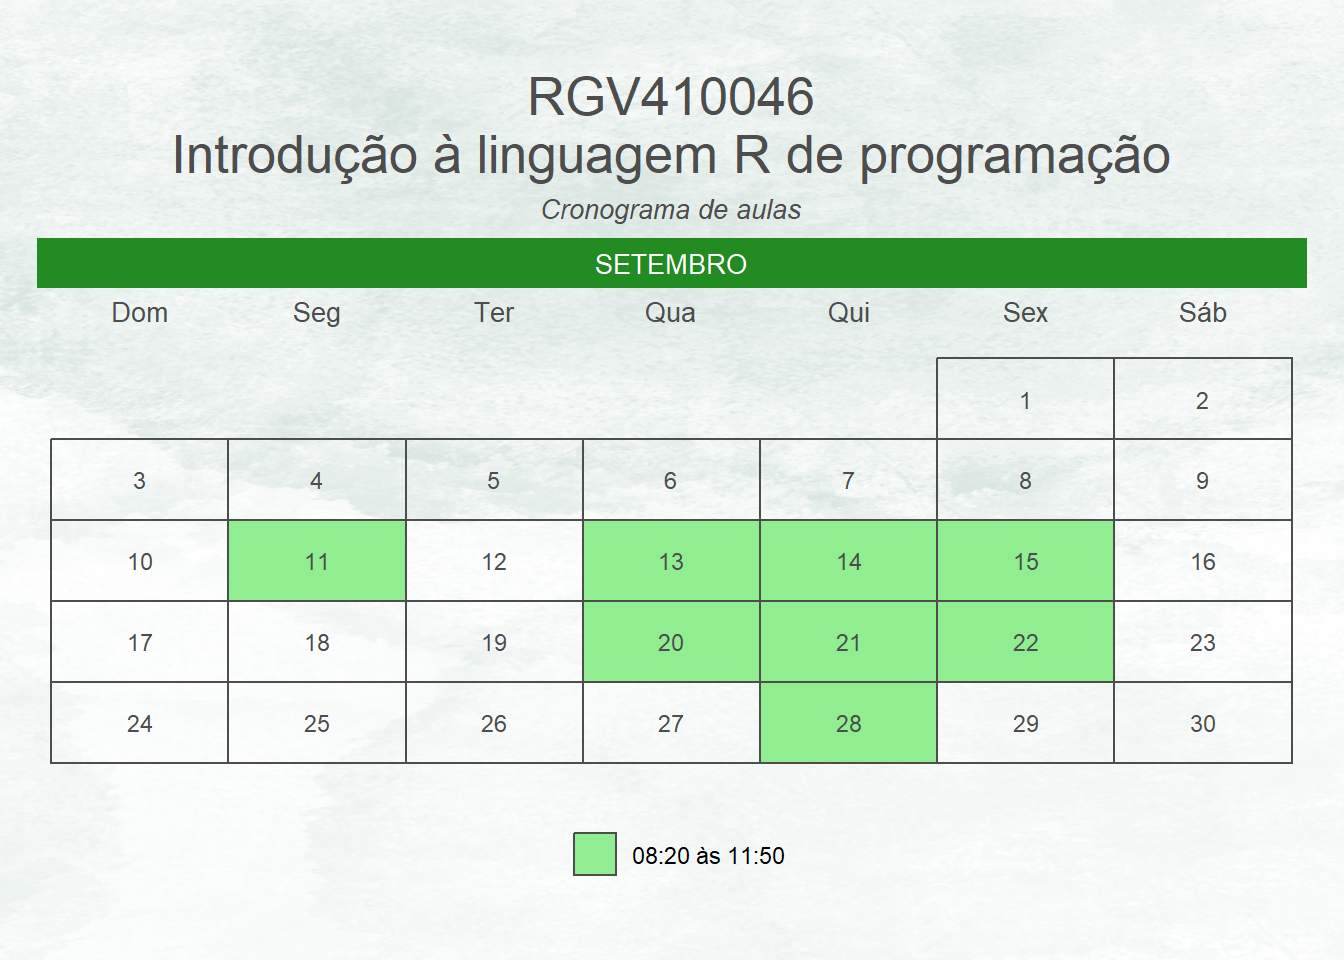 RGV410046
Introdução à linguagem R de programação
Cronograma de aulas
SETEMBRO
Dom Seg Ter Qua Qui Sex Sáb
1 2
3 4 5 6 7 8 9
10 11 12 13 14 15 16
17 18 19 20 21 22 23
24 25 26 27 28 29 30
08:20 às 11:50